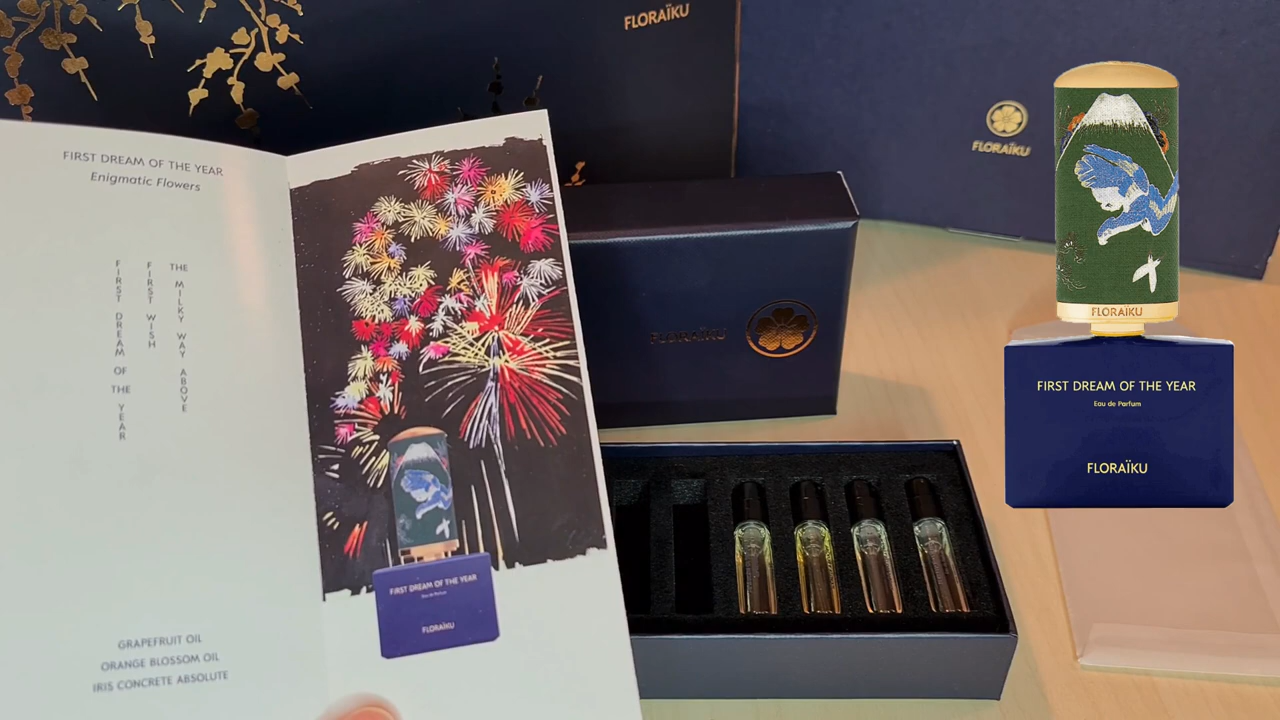 FLORAÏKU
FLORAÏKU
FLORAÏKU
FIRST DREAM OF THE YEAR
Enigmatic Flowers
THE MILKY WAY ABOVE
FIRST WISH
FIRST DREAM OF THE YEAR
GRAPEFRUIT OIL
ORANGE BLOSSOM OIL
IRIS CONCRETE ABSOLUTE
FIRST DREAM OF THE YEAR
Eau de Parfum
FLORAÏKU
FLORAÏKU
FIRST DREAM OF THE YEAR
Eau de Parfum
FLORAÏKU